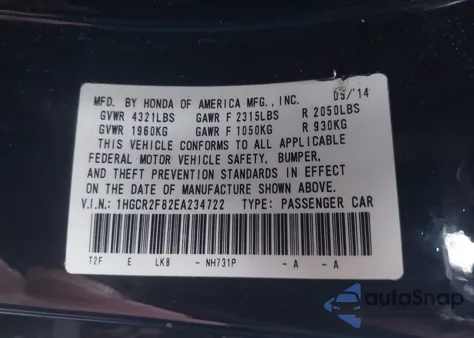 MFD. BY HONDA OF AMERICA MFG., INC. 05/'14
GVWR 4321LBS GAWR F 2315LBS R 2050LBS
GVWR 1960KG GAWR F 1050KG R 930KG
THIS VEHICLE CONFORMS TO ALL APPLICABLE
FEDERAL MOTOR VEHICLE SAFETY, BUMPER,
AND THEFT PREVENTION STANDARDS IN EFFECT
ON THE DATE OF MANUFACTURE SHOWN ABOVE.
V.I.N.: 1HGCR2F82EA234722 TYPE: PASSENGER CAR
T2F E LK8 - NH731P - A - A
autoSnap